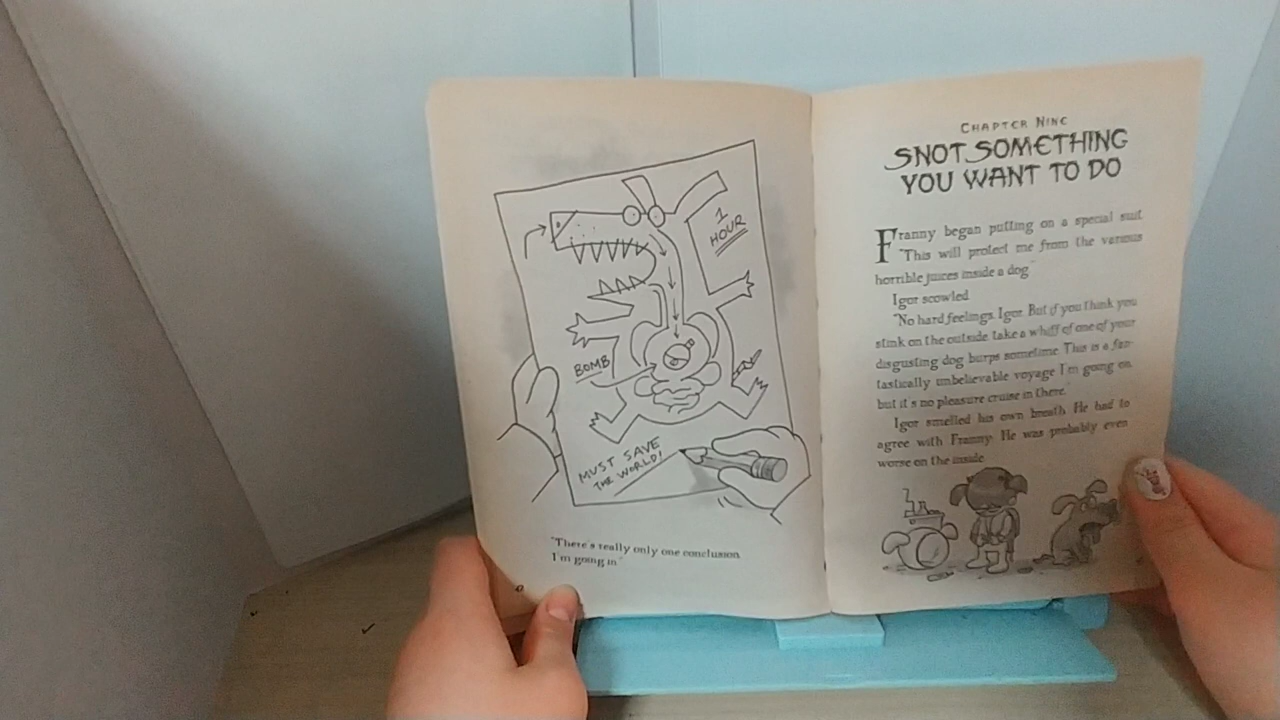 1
HOUR
BOMB
MUST SAVE
THE WORLD!
"There's really only one conclusion.
I'm going in"
CHAPTER NINE
SNOT SOMETHING
YOU WANT TO DO
Franny began putting on a special suit.
"This will protect me from the various
horrible juices inside a dog."
Igor scowled.
"No hard feelings, Igor. But if you think you
stink on the outside, take a whiff of one of your
disgusting dog burps sometime. This is a fan-
tastically unbelievable voyage I'm going on,
but it's no pleasure cruise in there."
Igor smelled his own breath. He had to
agree with Franny. He was probably even
worse on the inside.